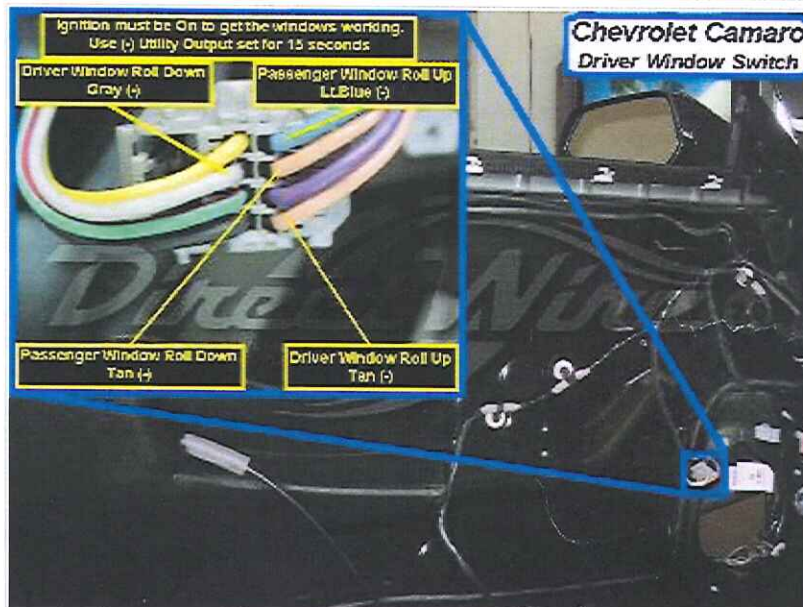 Ignition must be On to get the windows working.
Use (-) Utility Output set for 15 seconds
Chevrolet Camaro
Driver Window Switch
Driver Window Roll Down
Gray (-)
Passenger Window Roll Up
Lt.Blue (-)
Direct Wire
Passenger Window Roll Down
Tan (-)
Driver Window Roll Up
Tan (-)